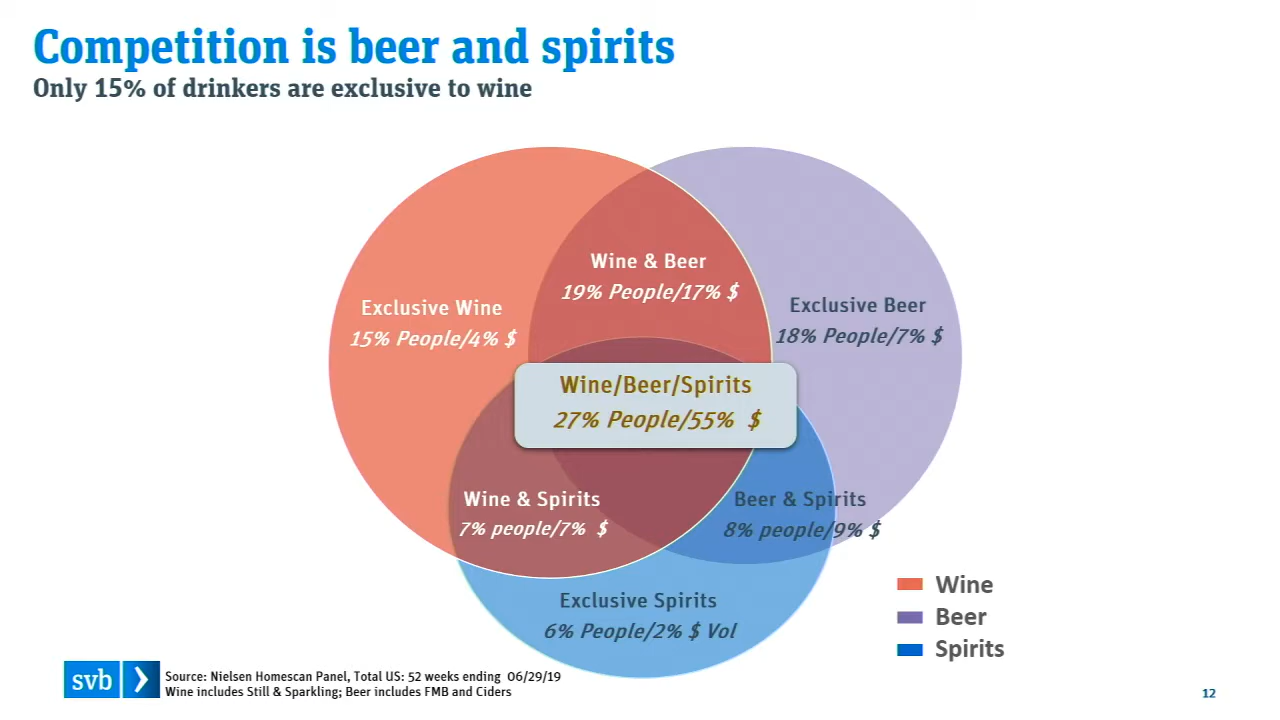 Competition is beer and spirits
Only 15% of drinkers are exclusive to wine
Wine & Beer
19% People/17% $
Exclusive Wine
15% People/4% $
Exclusive Beer
18% People/7% $
Wine/Beer/Spirits
27% People/55% $
Wine & Spirits
7% people/7% $
Beer & Spirits
8% people/9% $
Exclusive Spirits
6% People/2% $ Vol
Wine
Beer
Spirits
svb
Source: Nielsen Homescan Panel, Total US: 52 weeks ending 06/29/19
Wine includes Still & Sparkling; Beer includes FMB and Ciders
12